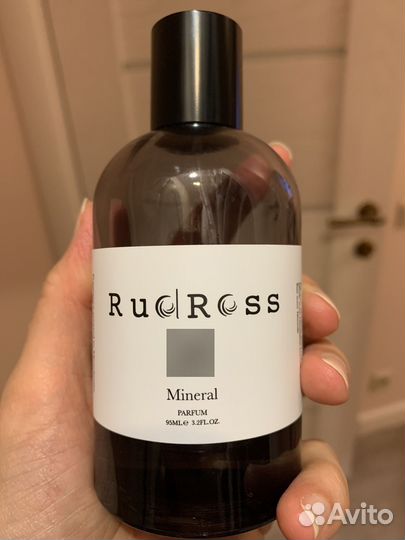 RudRoss
Mineral
PARFUM
95ML℮ 3.2FL.OZ.
Avito